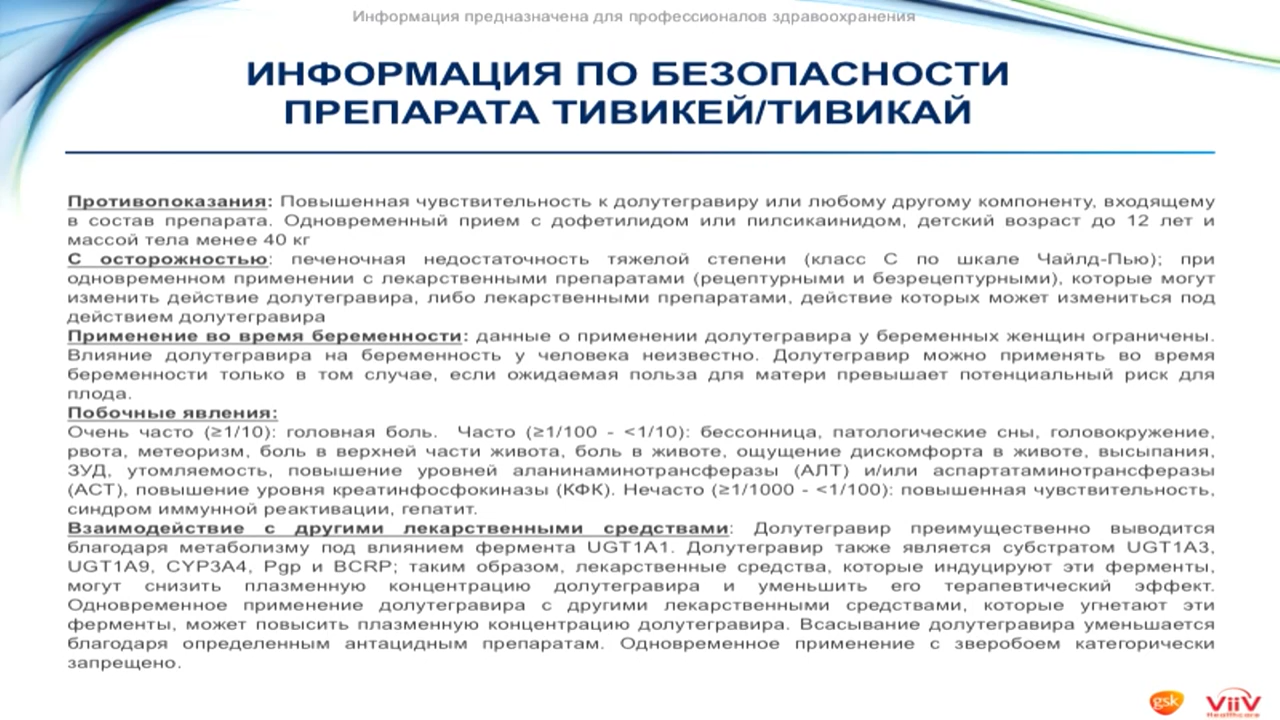 Информация предназначена для профессионалов здравоохранения
ИНФОРМАЦИЯ ПО БЕЗОПАСНОСТИ
ПРЕПАРАТА ТИВИКЕЙ/ТИВИКАЙ
Противопоказания: Повышенная чувствительность к долутегравиру или любому другому компоненту, входящему
в состав препарата. Одновременный прием с дофетилидом или пилсикаинидом, детский возраст до 12 лет и
массой тела менее 40 кг
С осторожностью: печеночная недостаточность тяжелой степени (класс С по шкале Чайлд-Пью); при
одновременном применении с лекарственными препаратами (рецептурными и безрецептурными), которые могут
изменить действие долутегравира, либо лекарственными препаратами, действие которых может измениться под
действием долутегравира
Применение во время беременности: данные о применении долутегравира у беременных женщин ограничены.
Влияние долутегравира на беременность у человека неизвестно. Долутегравир можно применять во время
беременности только в том случае, если ожидаемая польза для матери превышает потенциальный риск для
плода.
Побочные явления:
Очень часто (≥1/10): головная боль. Часто (≥1/100 - <1/10): бессонница, патологические сны, головокружение,
рвота, метеоризм, боль в верхней части живота, боль в животе, ощущение дискомфорта в животе, высыпания,
ЗУД, утомляемость, повышение уровней аланинаминотрансферазы (АЛТ) и/или аспартатаминотрансферазы
(АСТ), повышение уровня креатинфосфокиназы (КФК). Нечасто (≥1/1000 - <1/100): повышенная чувствительность,
синдром иммунной реактивации, гепатит.
Взаимодействие с другими лекарственными средствами: Долутегравир преимущественно выводится
благодаря метаболизму под влиянием фермента UGT1A1. Долутегравир также является субстратом UGT1A3,
UGT1A9, CYP3A4, Pgp и BCRP; таким образом, лекарственные средства, которые индуцируют эти ферменты,
могут снизить плазменную концентрацию долутегравира и уменьшить его терапевтический эффект.
Одновременное применение долутегравира с другими лекарственными средствами, которые угнетают эти
ферменты, может повысить плазменную концентрацию долутегравира. Всасывание долутегравира уменьшается
благодаря определенным антацидным препаратам. Одновременное применение с зверобоем категорически
запрещено.
gsk
ViiV
Healthcare